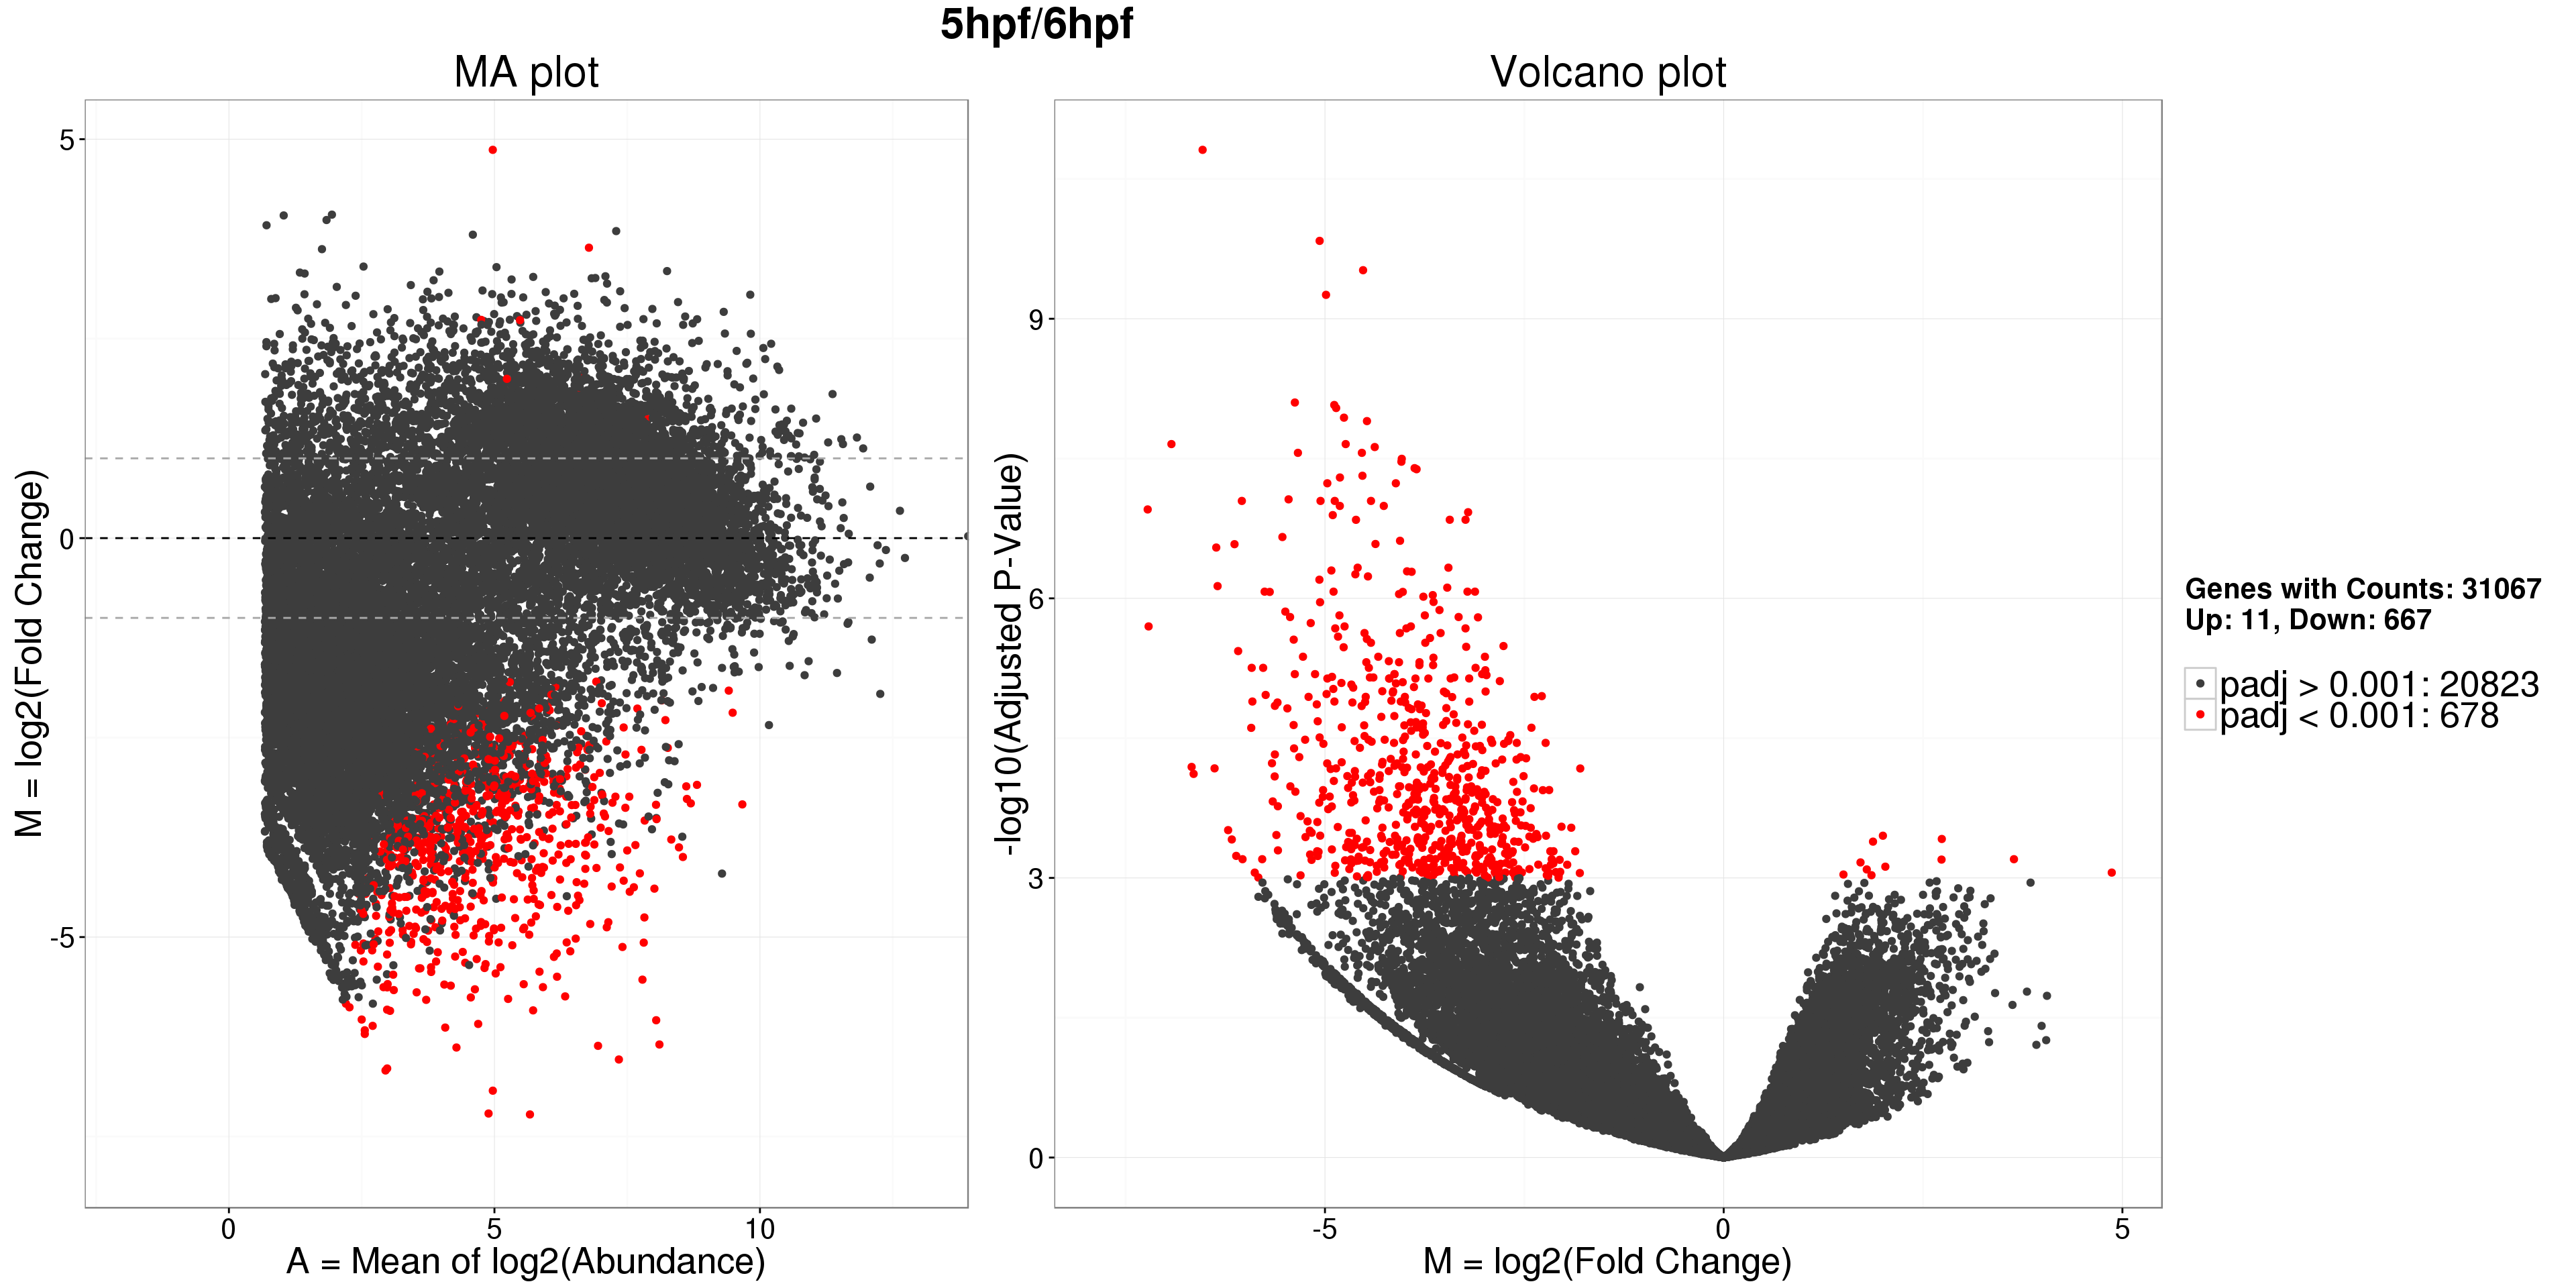 5hpf/6hpf
MA plot
Volcano plot
M = log2(Fold Change)
5
0
-5
0
5
10
A = Mean of log2(Abundance)
-log10(Adjusted P-Value)
9
6
3
0
-5
0
5
M = log2(Fold Change)
Genes with Counts: 31067
Up: 11, Down: 667
padj > 0.001: 20823
padj < 0.001: 678